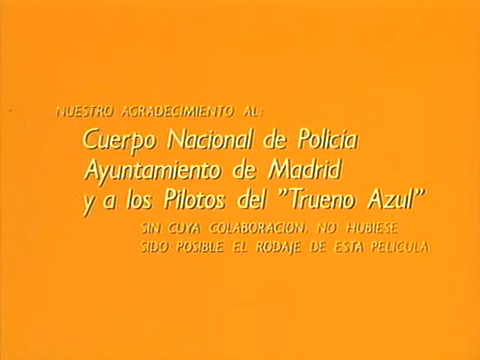 NUESTRO AGRADECIMIENTO AL:
Cuerpo Nacional de Policía
Ayuntamiento de Madrid
y a los Pilotos del "Trueno Azul"
SIN CUYA COLABORACION, NO HUBIESE
SIDO POSIBLE EL RODAJE DE ESTA PELICULA.